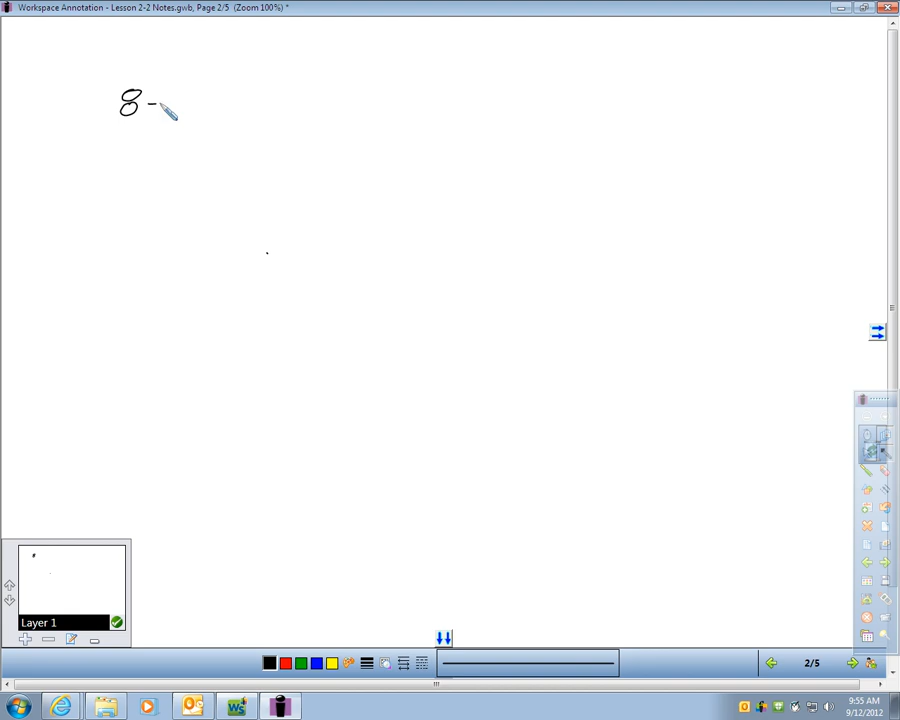 Workspace Annotation - Lesson 2-2 Notes.gwb, Page 2/5 (Zoom 100%) *
8 -
Layer 1
2/5
9:55 AM
9/12/2012